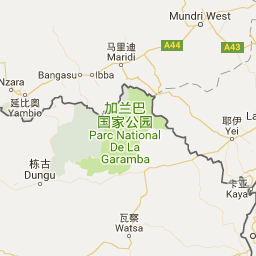 Mundri West
A44
A43
马里迪
Maridi
Bangasu
Ibba
Nzara
延比奥
Yambio
加兰巴
国家公园
Parc National
De La
Garamba
耶伊
Yei
栋古
Dungu
卡亚
Kaya
瓦察
Watsa